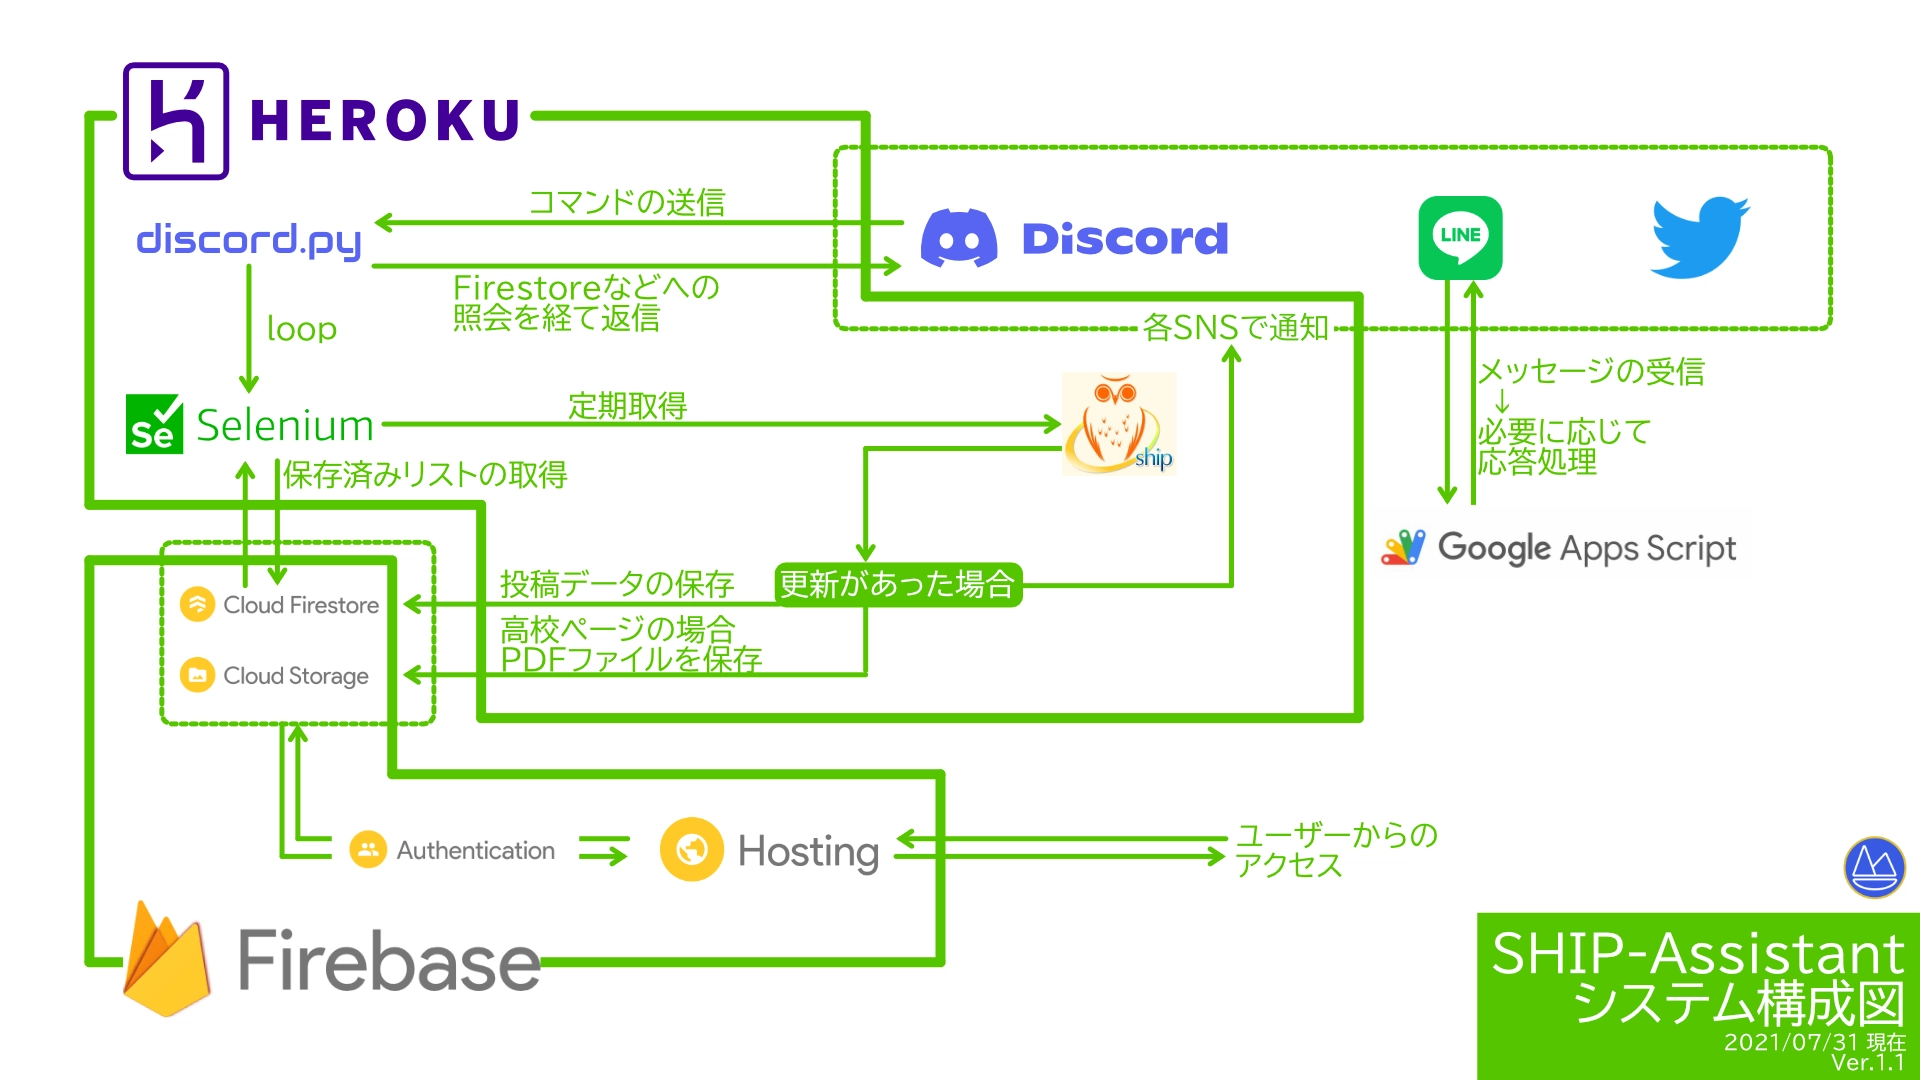 HEROKU
コマンドの送信
discord.py
Discord
LINE
Firestoreなどへの
照会を経て返信
loop
各SNSで通知
メッセージの受信
↓
必要に応じて
応答処理
Se Selenium
定期取得
ship
保存済みリストの取得
Google Apps Script
更新があった場合
投稿データの保存
Cloud Firestore
高校ページの場合
PDFファイルを保存
Cloud Storage
Authentication
Hosting
ユーザーからの
アクセス
Firebase
SHIP-Assistant
システム構成図
2021/07/31 現在
Ver.1.1